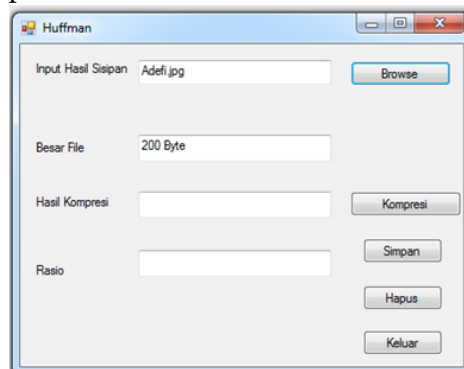 Huffman
Input Hasil Sisipan Adefi.jpg Browse
Besar File 200 Byte
Hasil Kompresi Kompresi
Simpan
Rasio
Hapus
Keluar